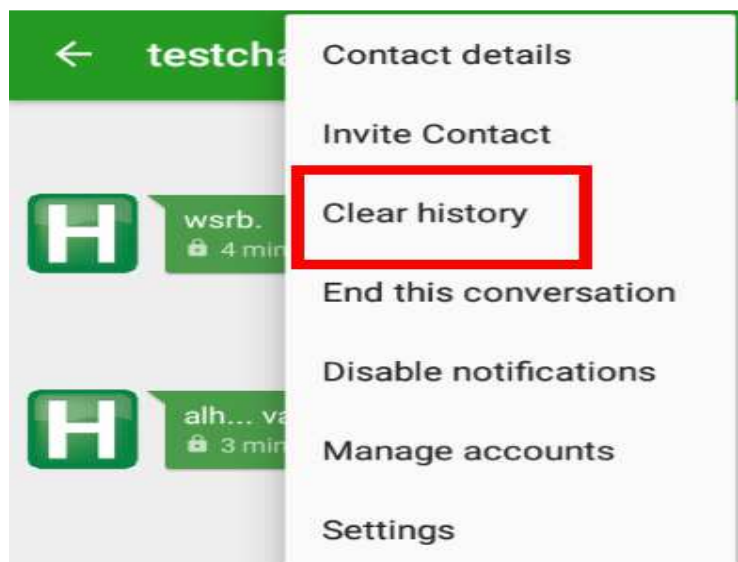 testcha
Contact details
Invite Contact
Clear history
End this conversation
Disable notifications
Manage accounts
Settings
H
wsrb.
4 min
H
alh... va
3 min